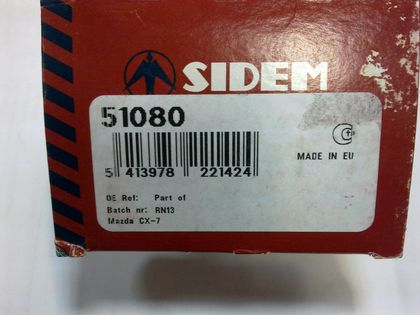 SIDEM
51080
MADE IN EU
5 413978 221424
OE Ref: Part of
Batch nr: RN13
Mazda CX-7